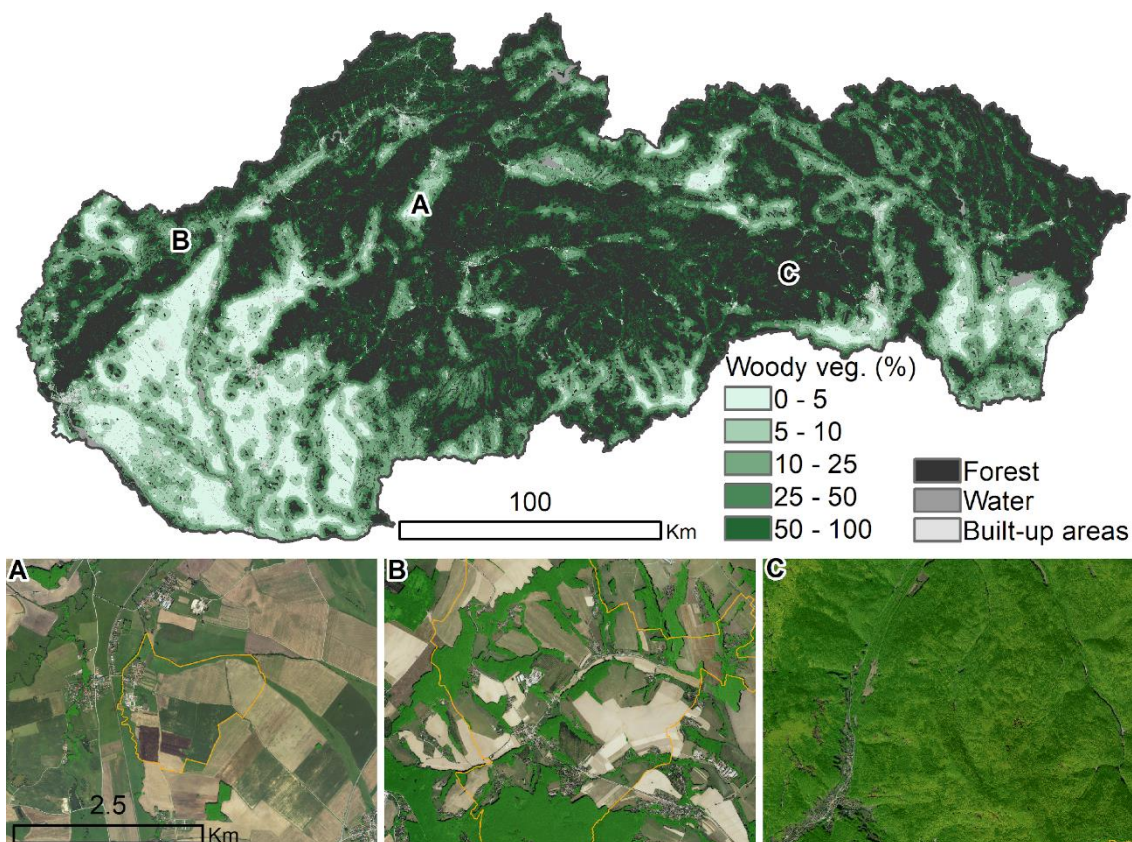 A
B
C
Woody veg. (%)
0 - 5
5 - 10
10 - 25
25 - 50
50 - 100
Forest
Water
Built-up areas
100
Km
A
B
C
2.5
Km